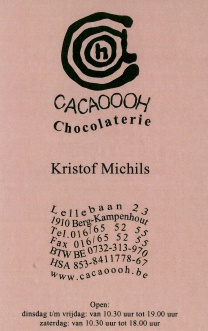 h
CACAOOOH
Chocolaterie
Kristof Michils
Lellebaan 23
1910 Berg-Kampenhout
Tel. 016/65 52 55
Fax 016/65 52 55
BTW BE 0732-313-970
HSA 853-8411778-67
www.cacaoooh.be
Open:
dinsdag t/m vrijdag: van 10.30 uur tot 19.00 uur
zaterdag: van 10.30 uur tot 18.00 uur